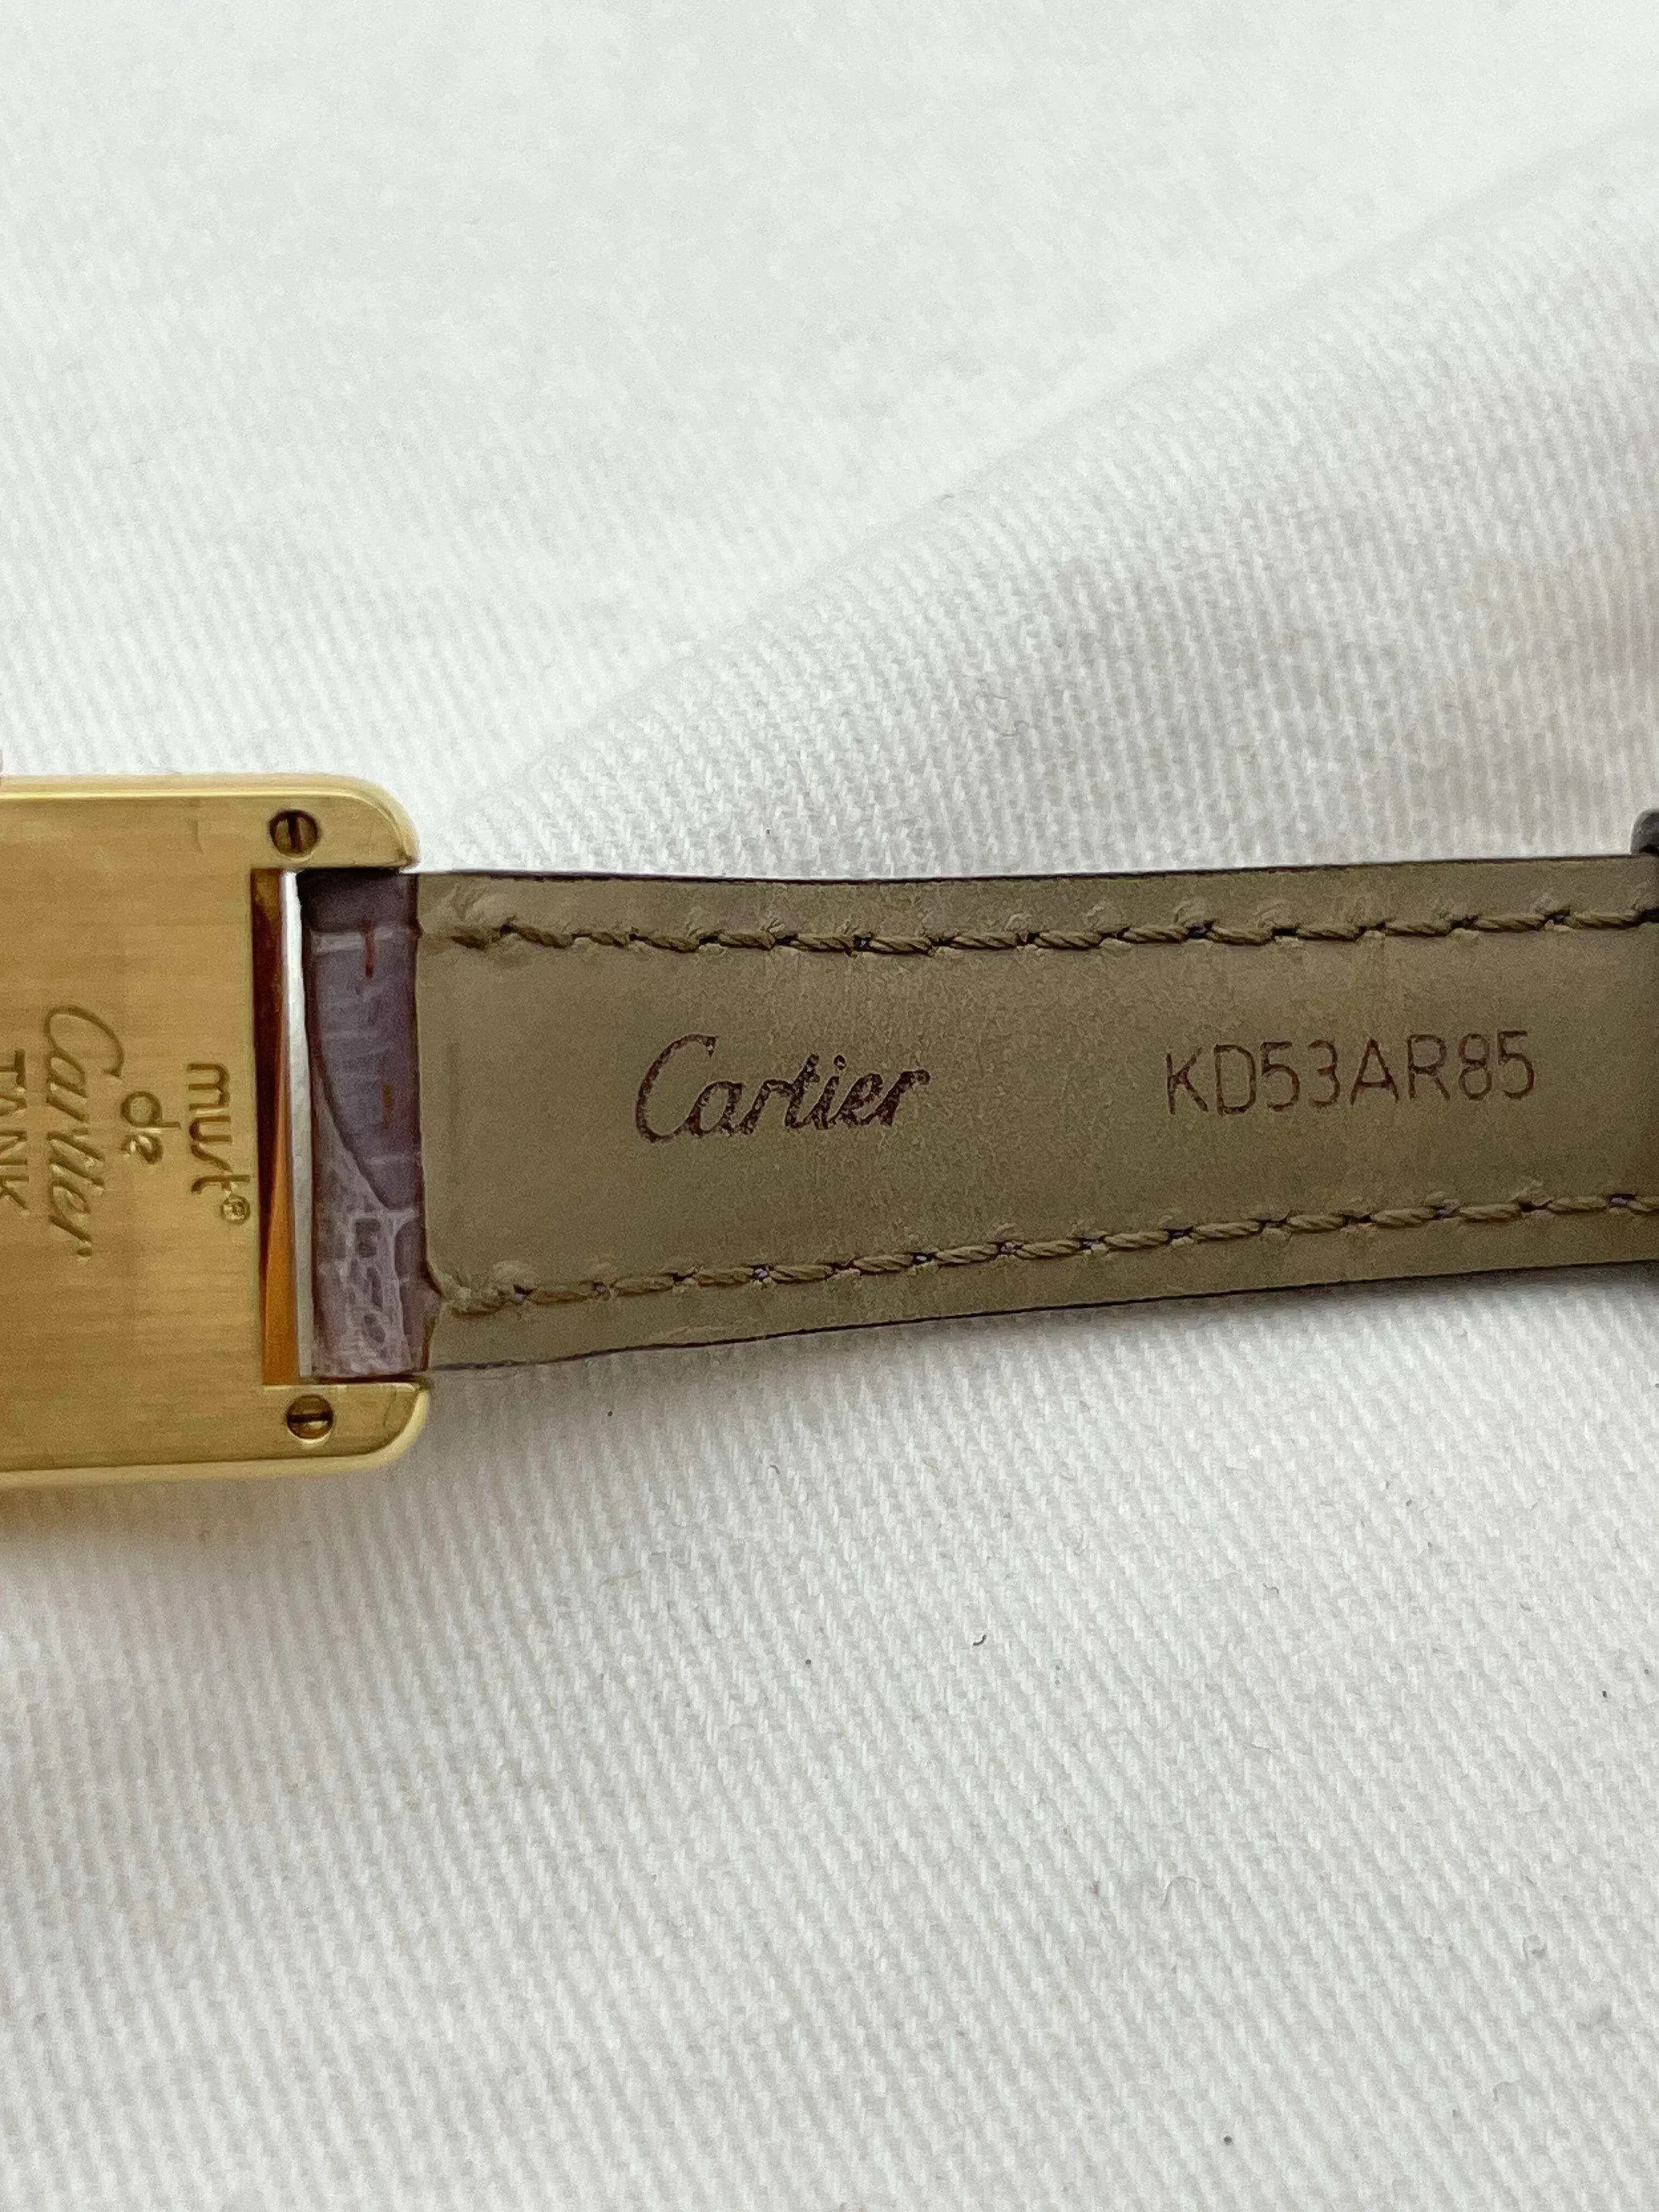 must®
de
Cartier
TANK
Cartier KD53AR85